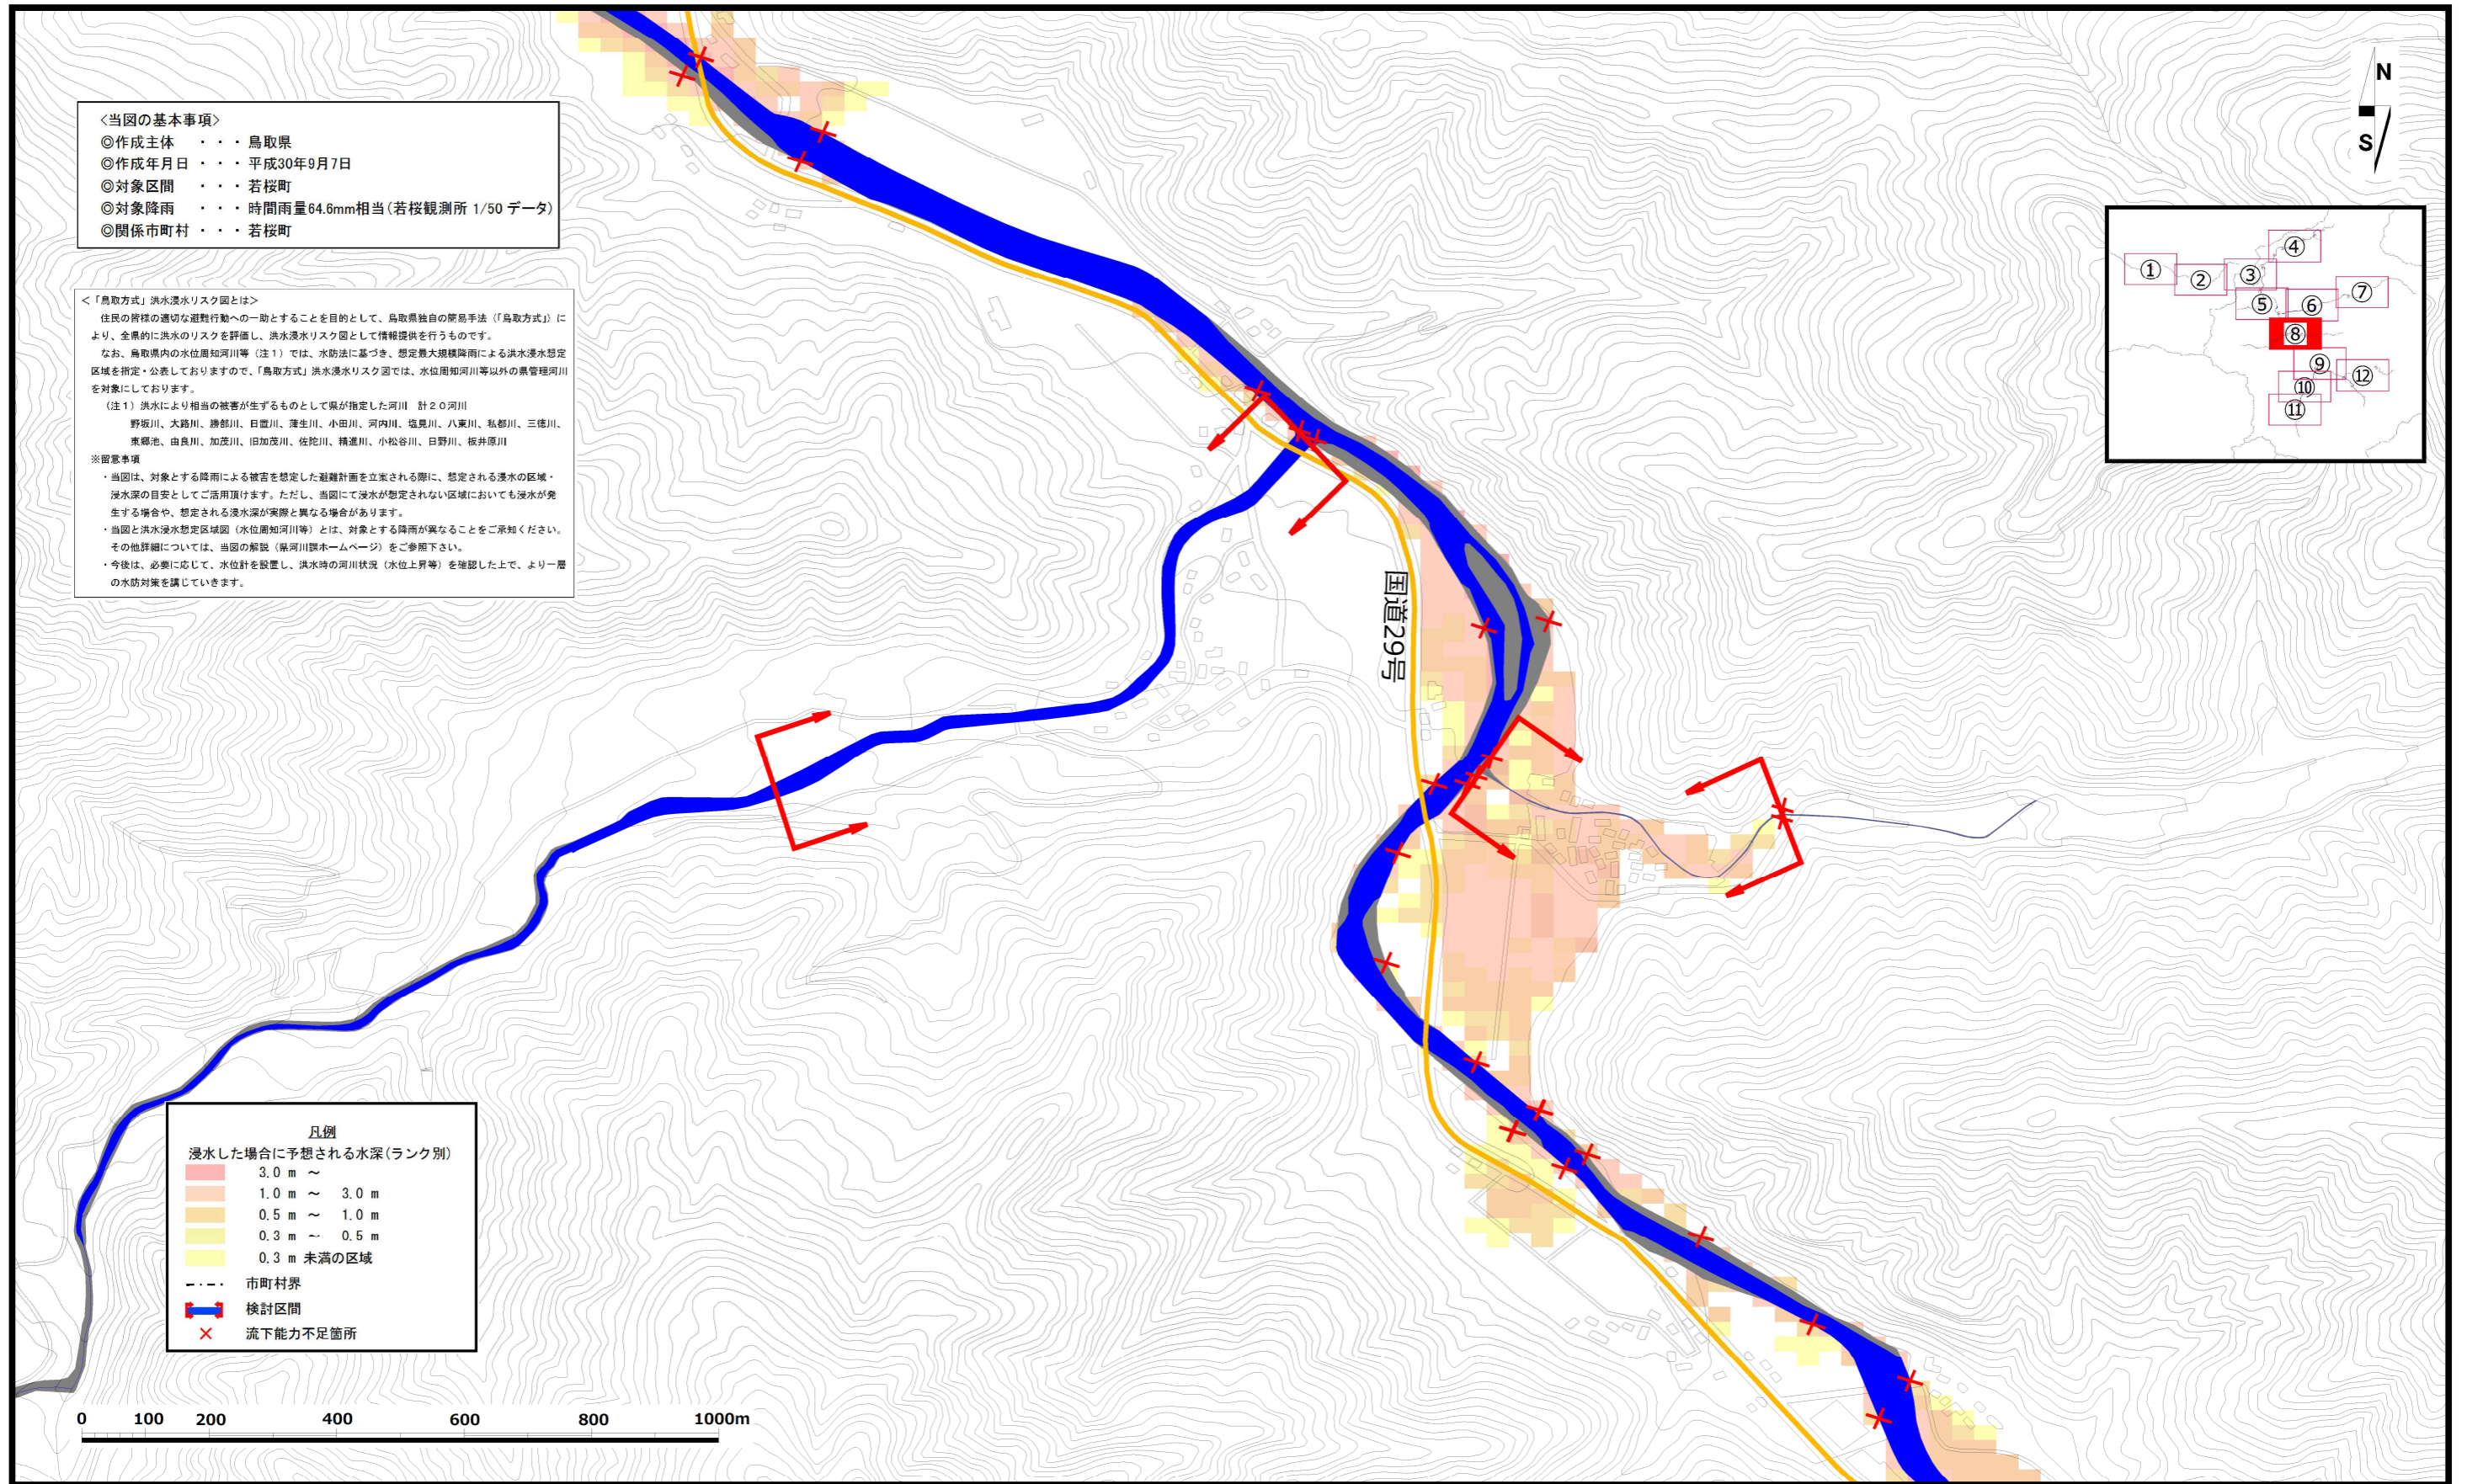 <当図の基本事項>
◎作成主体 ・・・ 鳥取県
◎作成年月日 ・・・ 平成30年9月7日
◎対象区間 ・・・ 若桜町
◎対象降雨 ・・・ 時間雨量64.6mm相当(若桜観測所 1/50 データ)
◎関係市町村 ・・・ 若桜町
<「鳥取方式」洪水浸水リスク図とは>
住民の皆様の適切な避難行動への一助とすることを目的として、鳥取県独自の簡易手法(「鳥取方式」)に
より、全県的に洪水のリスクを評価し、洪水浸水リスク図として情報提供を行うものです。
なお、鳥取県内の水位周知河川等(注1)では、水防法に基づき、想定最大規模降雨による洪水浸水想定
区域を指定・公表しておりますので、「鳥取方式」洪水浸水リスク図では、水位周知河川等以外の県管理河川
を対象にしております。
(注1)洪水により相当の被害が生ずるものとして県が指定した河川 計20河川
野坂川、大路川、勝部川、日置川、蒲生川、小田川、河内川、塩見川、八東川、私都川、三徳川、
東郷池、由良川、加茂川、旧加茂川、佐陀川、精進川、小松谷川、日野川、板井原川
※留意事項
・当図は、対象とする降雨による被害を想定した避難計画を立案される際に、想定される浸水の区域・
浸水深の目安としてご活用頂けます。ただし、当図にて浸水が想定されない区域においても浸水が発
生する場合や、想定される浸水深が実際と異なる場合があります。
・当図と洪水浸水想定区域図(水位周知河川等)とは、対象とする降雨が異なることをご承知ください。
その他詳細については、当図の解説(県河川課ホームページ)をご参照下さい。
・今後は、必要に応じて、水位計を設置し、洪水時の河川状況(水位上昇等)を確認した上で、より一層
の水防対策を講じていきます。
N
S
①
②
③
④
⑤
⑥
⑦
⑧
⑨
⑩
⑪
⑫
国道29号
凡例
浸水した場合に予想される水深(ランク別)
3.0 m ~
1.0 m ~ 3.0 m
0.5 m ~ 1.0 m
0.3 m ~ 0.5 m
0.3 m 未満の区域
市町村界
検討区間
流下能力不足箇所
0 100 200 400 600 800 1000m